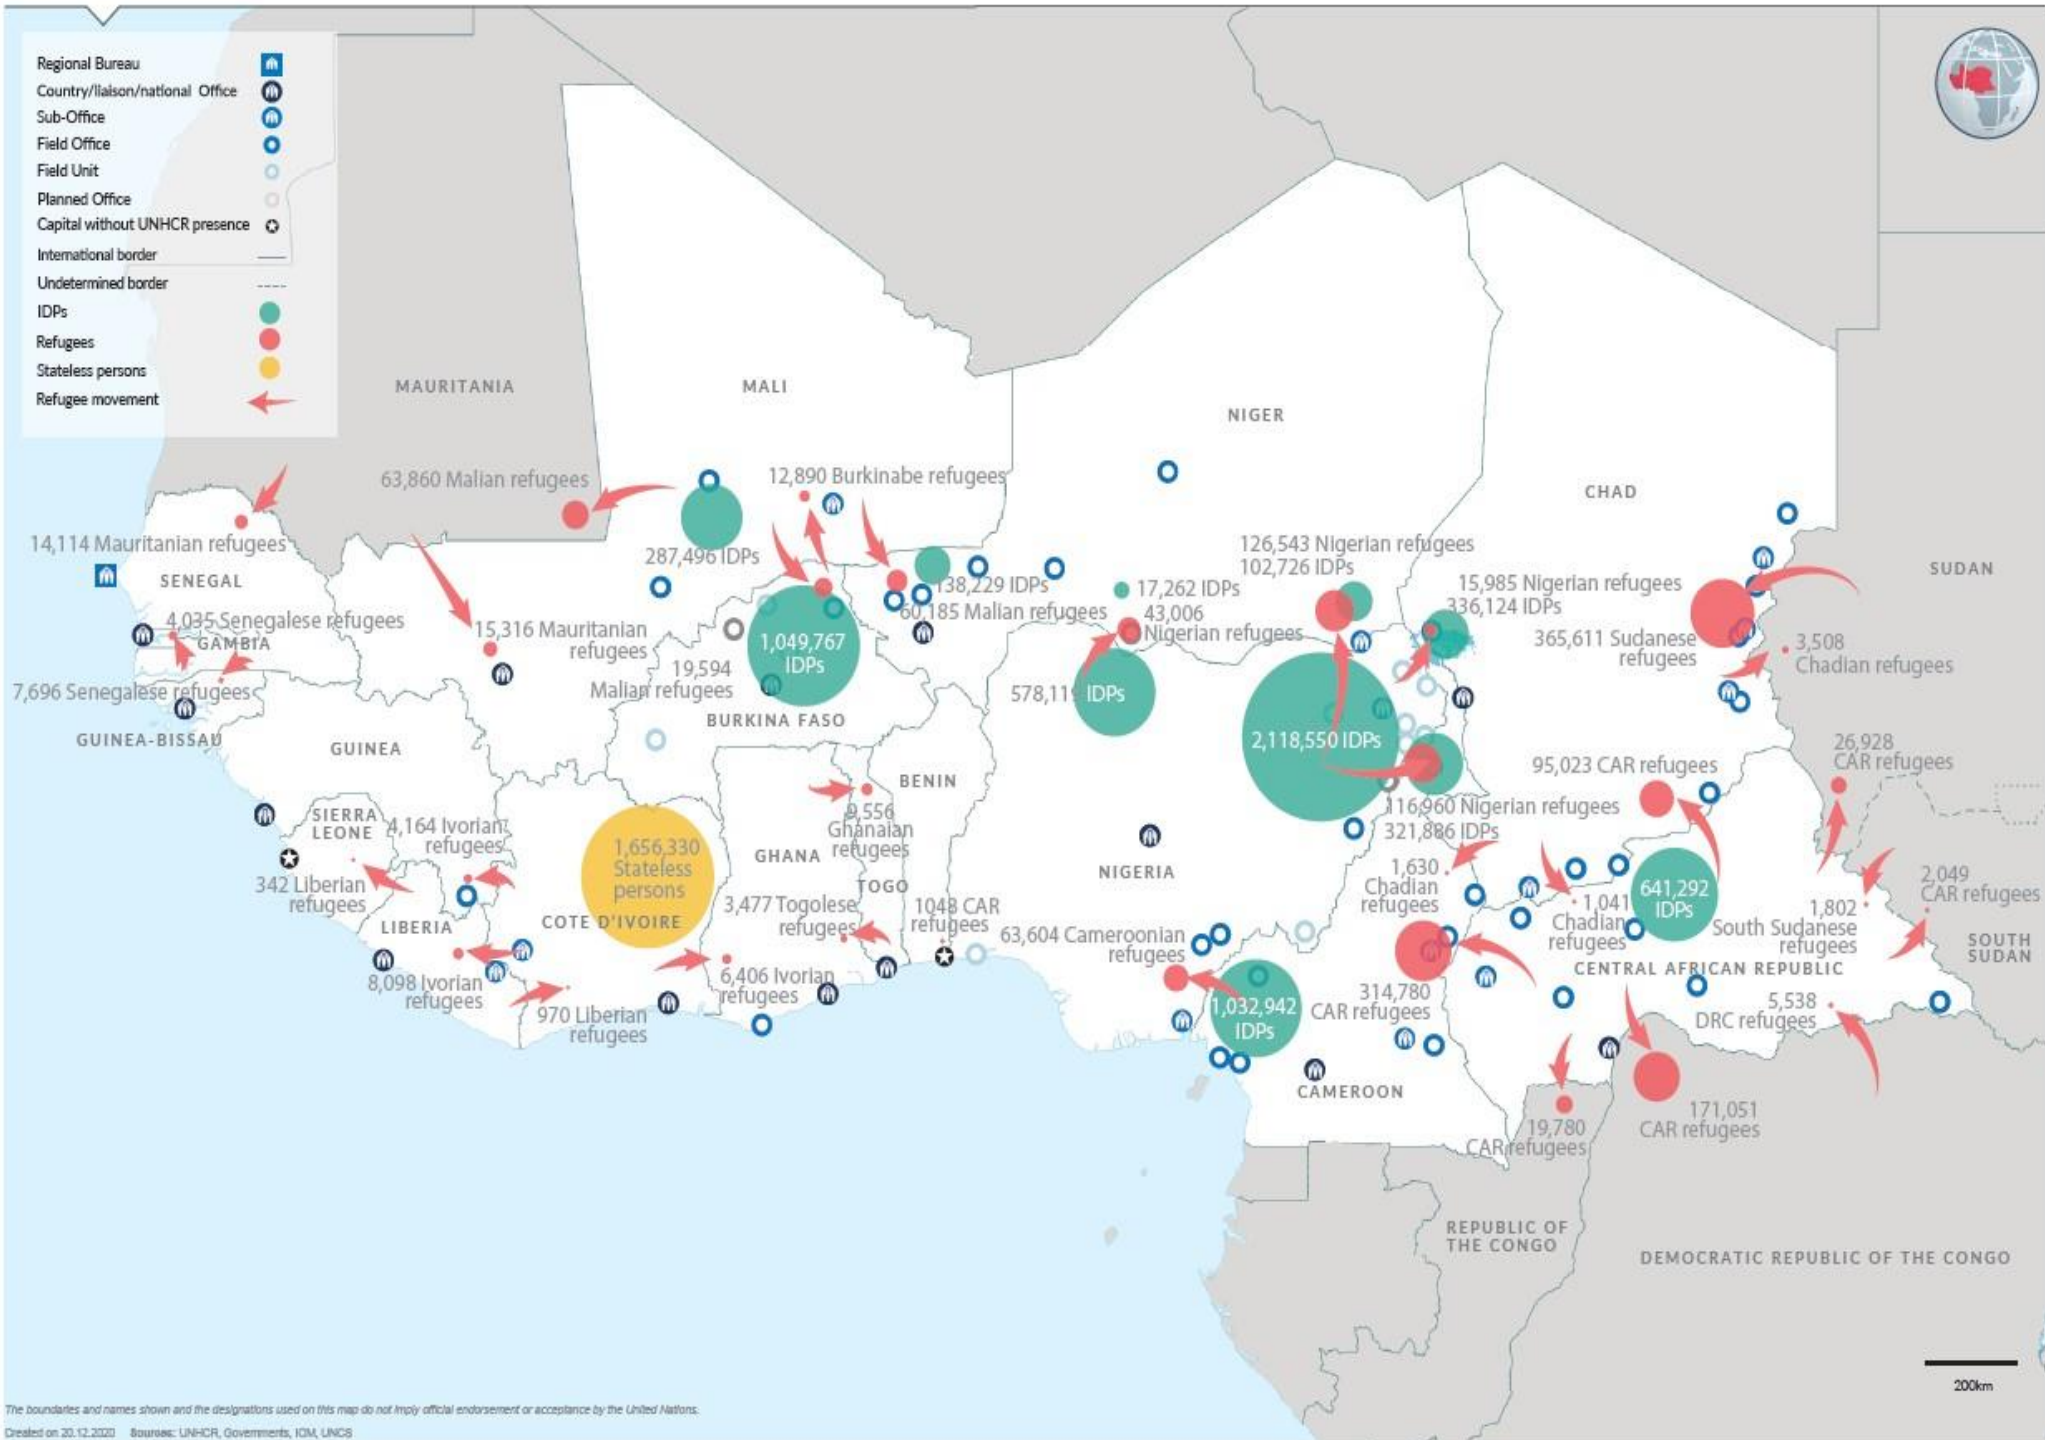 Regional Bureau
Country/liaison/national Office
Sub-Office
Field Office
Field Unit
Planned Office
Capital without UNHCR presence
International border
Undetermined border
IDPs
Refugees
Stateless persons
Refugee movement
MAURITANIA
MALI
NIGER
CHAD
SUDAN
63,860 Malian refugees
12,890 Burkinabe refugees
14,114 Mauritanian refugees
SENEGAL
287,496 IDPs
138,229 IDPs
60,185 Malian refugees
17,262 IDPs
43,006
Nigerian refugees
126,543 Nigerian refugees
102,726 IDPs
15,985 Nigerian refugees
336,124 IDPs
365,611 Sudanese
refugees
3,508
Chadian refugees
4,035 Senegalese refugees
GAMBIA
7,696 Senegalese refugees
GUINEA-BISSAU
15,316 Mauritanian
refugees
19,594
Malian refugees
1,049,767
IDPs
BURKINA FASO
578,119 IDPs
2,118,550 IDPs
GUINEA
BENIN
95,023 CAR refugees
26,928
CAR refugees
116,960 Nigerian refugees
321,886 IDPs
SIERRA
LEONE
4,164 Ivorian
refugees
1,656,330
Stateless
persons
COTE D'IVOIRE
GHANA
9,556
Ghanaian
refugees
TOGO
NIGERIA
1,630
Chadian
refugees
1,041
Chadian
refugees
641,292
IDPs
1,802
South Sudanese
refugees
2,049
CAR refugees
SOUTH
SUDAN
342 Liberian
refugees
LIBERIA
8,098 Ivorian
refugees
970 Liberian
refugees
3,477 Togolese
refugees
6,406 Ivorian
refugees
1048 CAR
refugees
63,604 Cameroonian
refugees
1,032,942
IDPs
314,780
CAR refugees
CENTRAL AFRICAN REPUBLIC
5,538
DRC refugees
CAMEROON
19,780
CAR refugees
171,051
CAR refugees
REPUBLIC OF
THE CONGO
DEMOCRATIC REPUBLIC OF THE CONGO
200km
The boundaries and names shown and the designations used on this map do not imply official endorsement or acceptance by the United Nations.
Created on 20.12.2020 Sources: UNHCR, Governments, IOM, UNCS